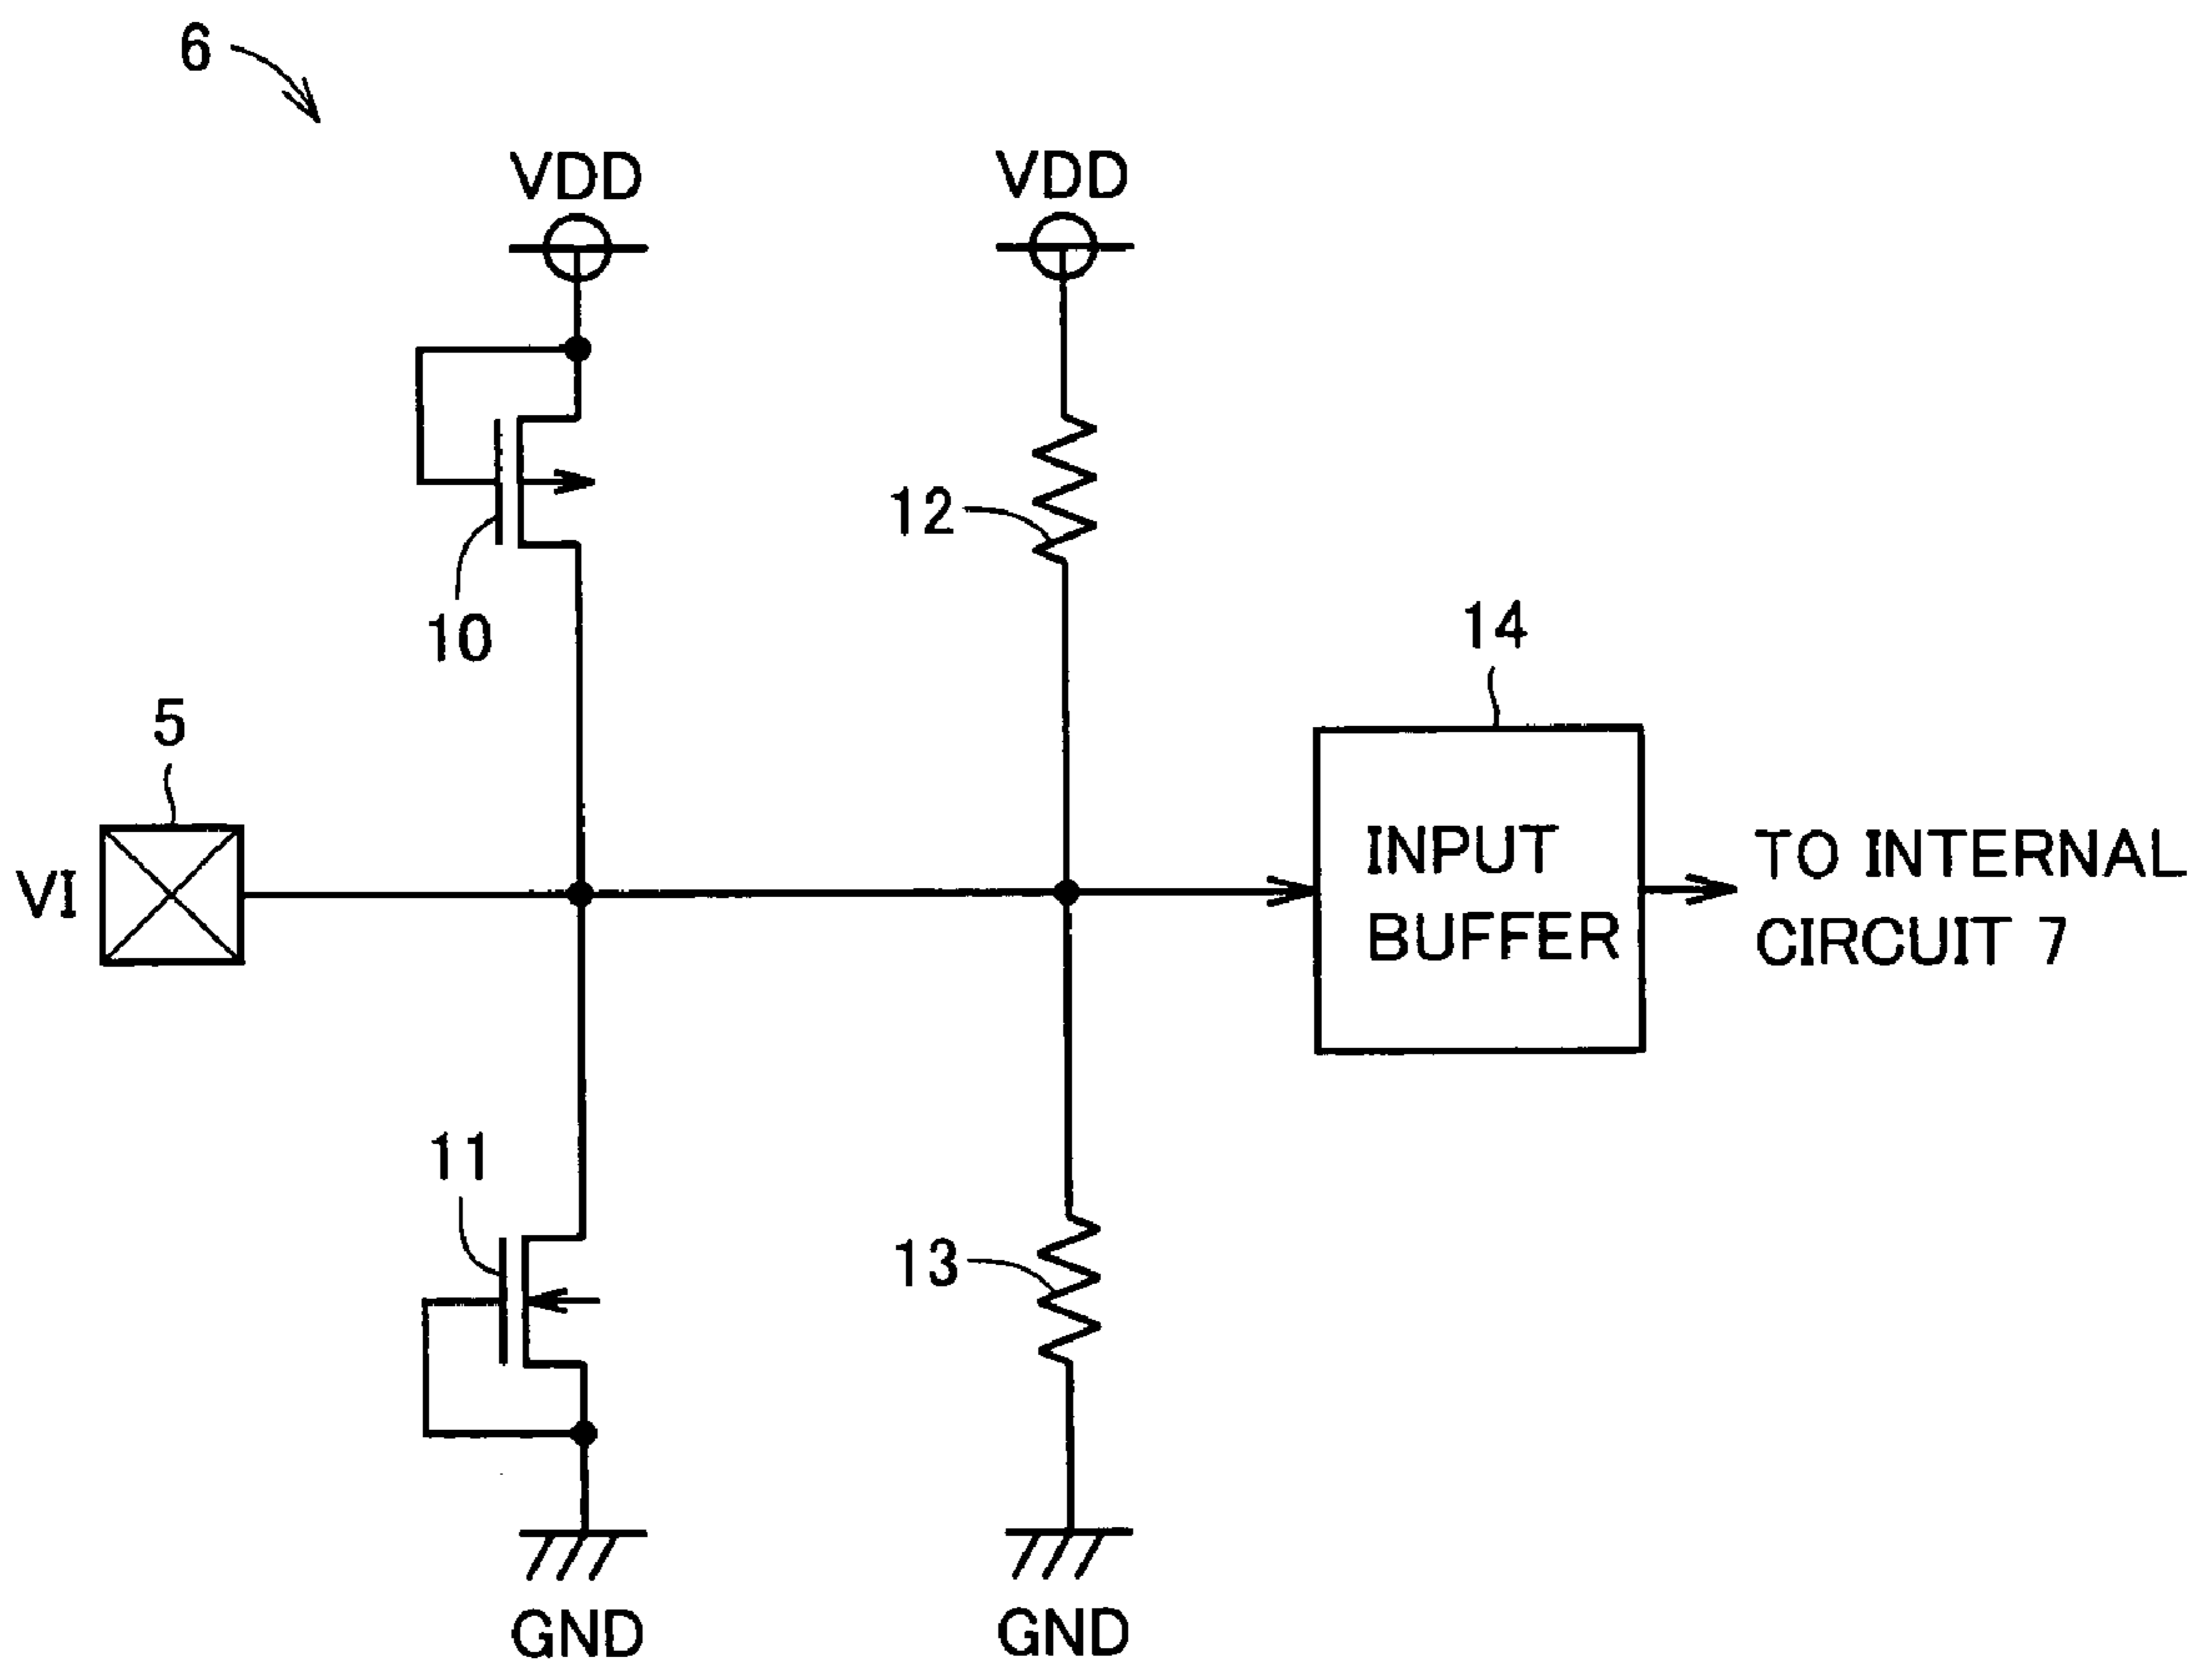 6
VDD
VDD
12
10
14
5
VI
INPUT
BUFFER
TO INTERNAL
CIRCUIT 7
11
13
GND
GND